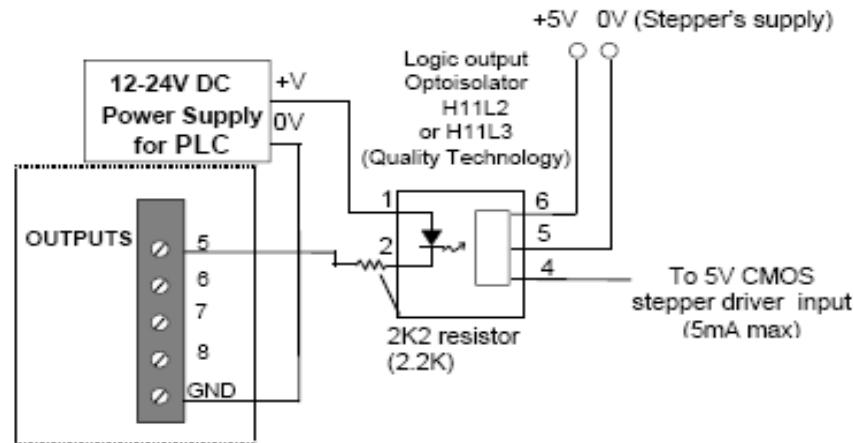 +5V 0V (Stepper's supply)
12-24V DC
Power Supply
for PLC
+V
0V
Logic output
Optoisolator
H11L2
or H11L3
(Quality Technology)
OUTPUTS
5
6
7
8
GND
1
2
6
5
4
2K2 resistor
(2.2K)
To 5V CMOS
stepper driver input
(5mA max)